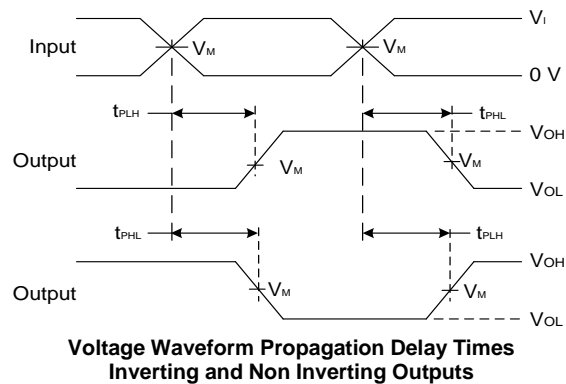 Input
VM
VM
VI
0 V
tPLH
tPHL
Output
VM
VM
VOH
VOL
tPHL
tPLH
Output
VM
VM
VOH
VOL
Voltage Waveform Propagation Delay Times
Inverting and Non Inverting Outputs